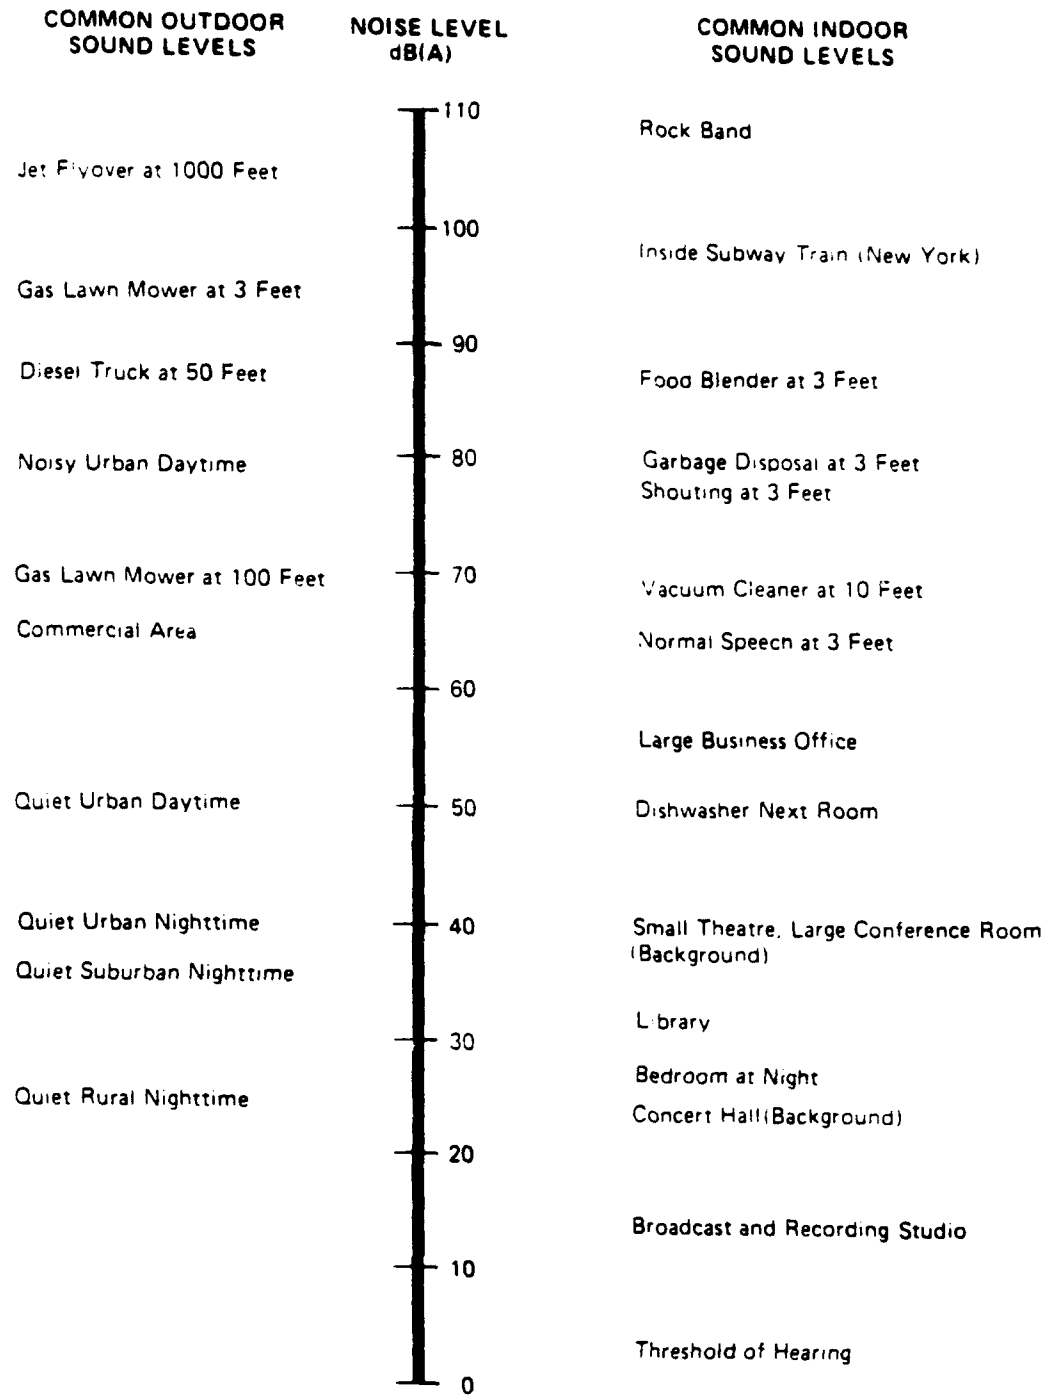 COMMON OUTDOOR
SOUND LEVELS
NOISE LEVEL
dB(A)
COMMON INDOOR
SOUND LEVELS
110
Rock Band
Jet Flyover at 1000 Feet
100
Inside Subway Train (New York)
Gas Lawn Mower at 3 Feet
90
Diesel Truck at 50 Feet
Food Blender at 3 Feet
Noisy Urban Daytime
80
Garbage Disposal at 3 Feet
Shouting at 3 Feet
Gas Lawn Mower at 100 Feet
70
Vacuum Cleaner at 10 Feet
Commercial Area
Normal Speech at 3 Feet
60
Large Business Office
Quiet Urban Daytime
50
Dishwasher Next Room
Quiet Urban Nighttime
40
Small Theatre, Large Conference Room
(Background)
Quiet Suburban Nighttime
Library
30
Bedroom at Night
Quiet Rural Nighttime
Concert Hall (Background)
20
Broadcast and Recording Studio
10
Threshold of Hearing
0